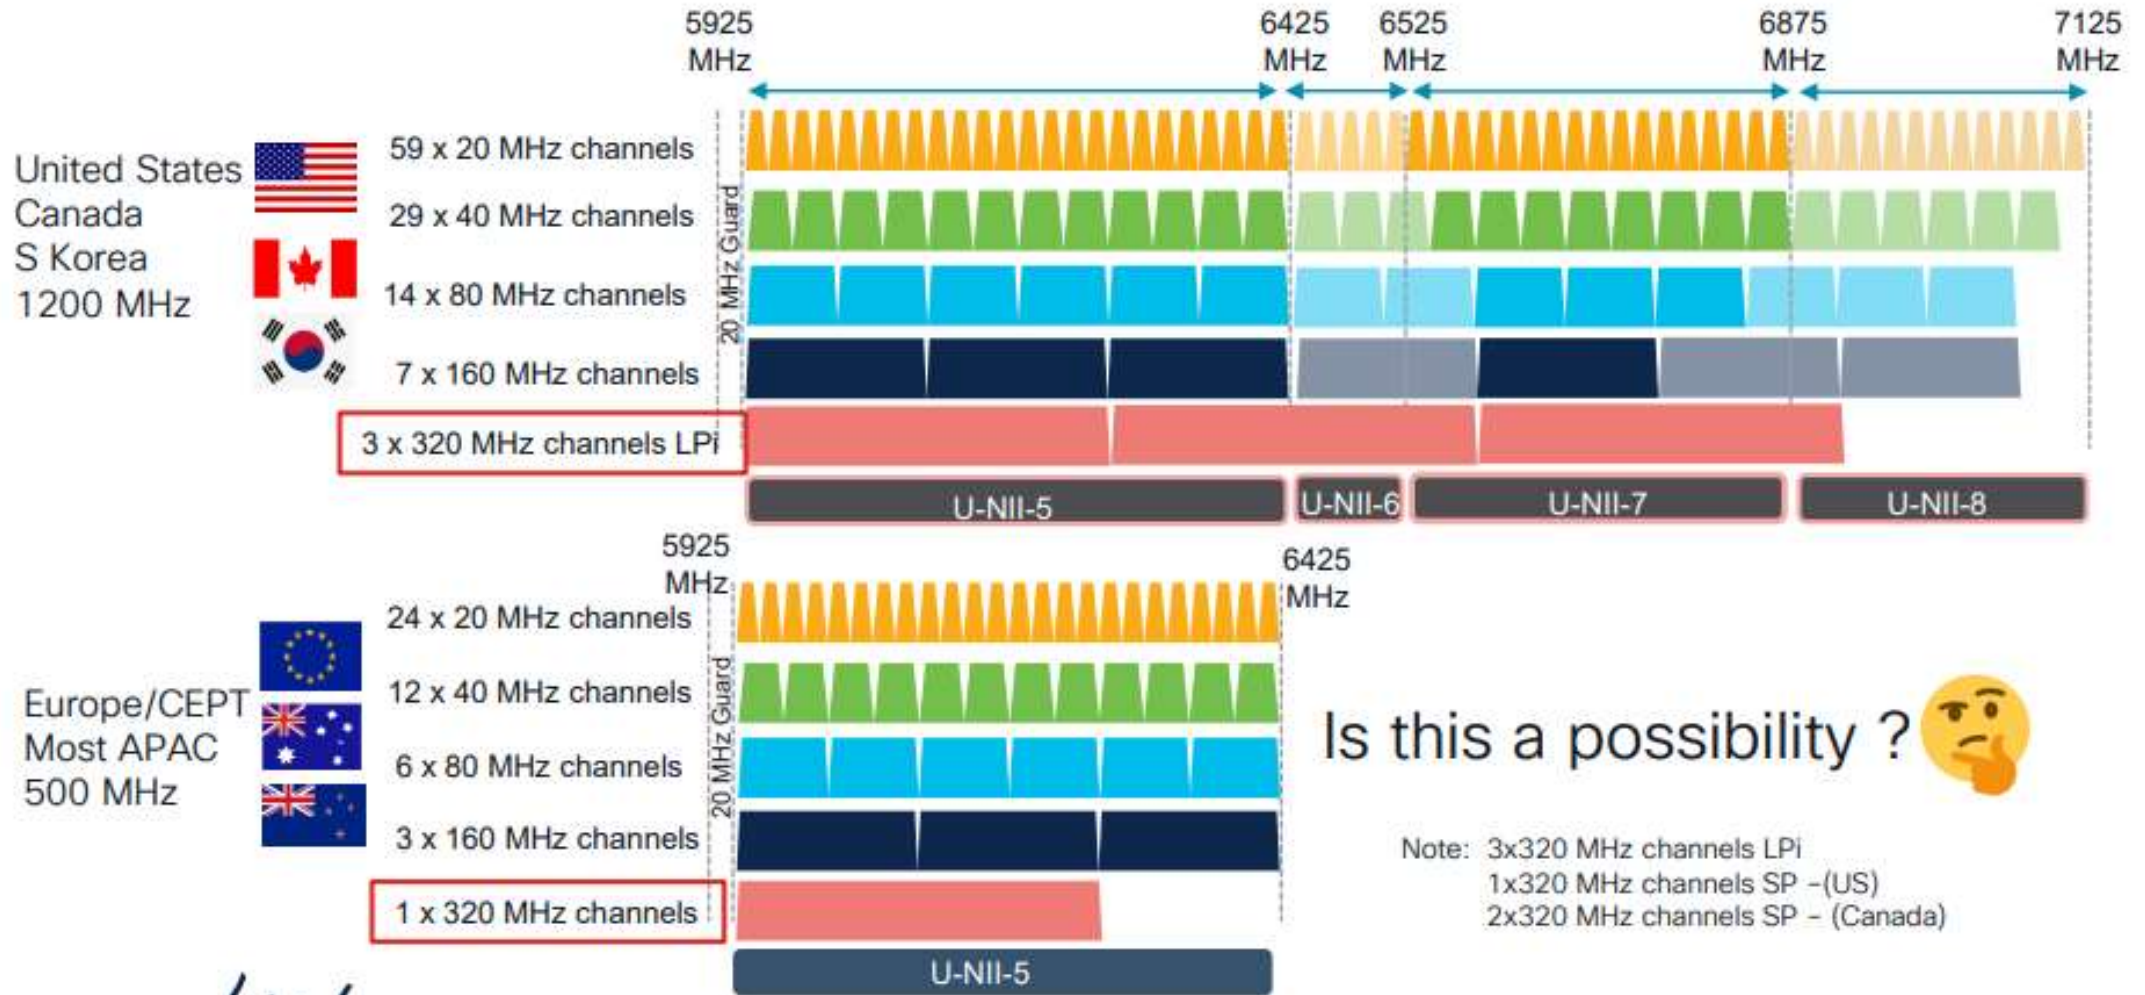 5925
MHz
6425
MHz
6525
MHz
6875
MHz
7125
MHz
United States
Canada
S Korea
1200 MHz
59 x 20 MHz channels
29 x 40 MHz channels
14 x 80 MHz channels
7 x 160 MHz channels
3 x 320 MHz channels LPi
20 MHz Guard
U-NII-5
U-NII-6
U-NII-7
U-NII-8
5925
MHz
6425
MHz
Europe/CEPT
Most APAC
500 MHz
24 x 20 MHz channels
12 x 40 MHz channels
6 x 80 MHz channels
3 x 160 MHz channels
1 x 320 MHz channels
20 MHz Guard
U-NII-5
Is this a possibility ?
Note: 3x320 MHz channels LPi
1x320 MHz channels SP -(US)
2x320 MHz channels SP - (Canada)